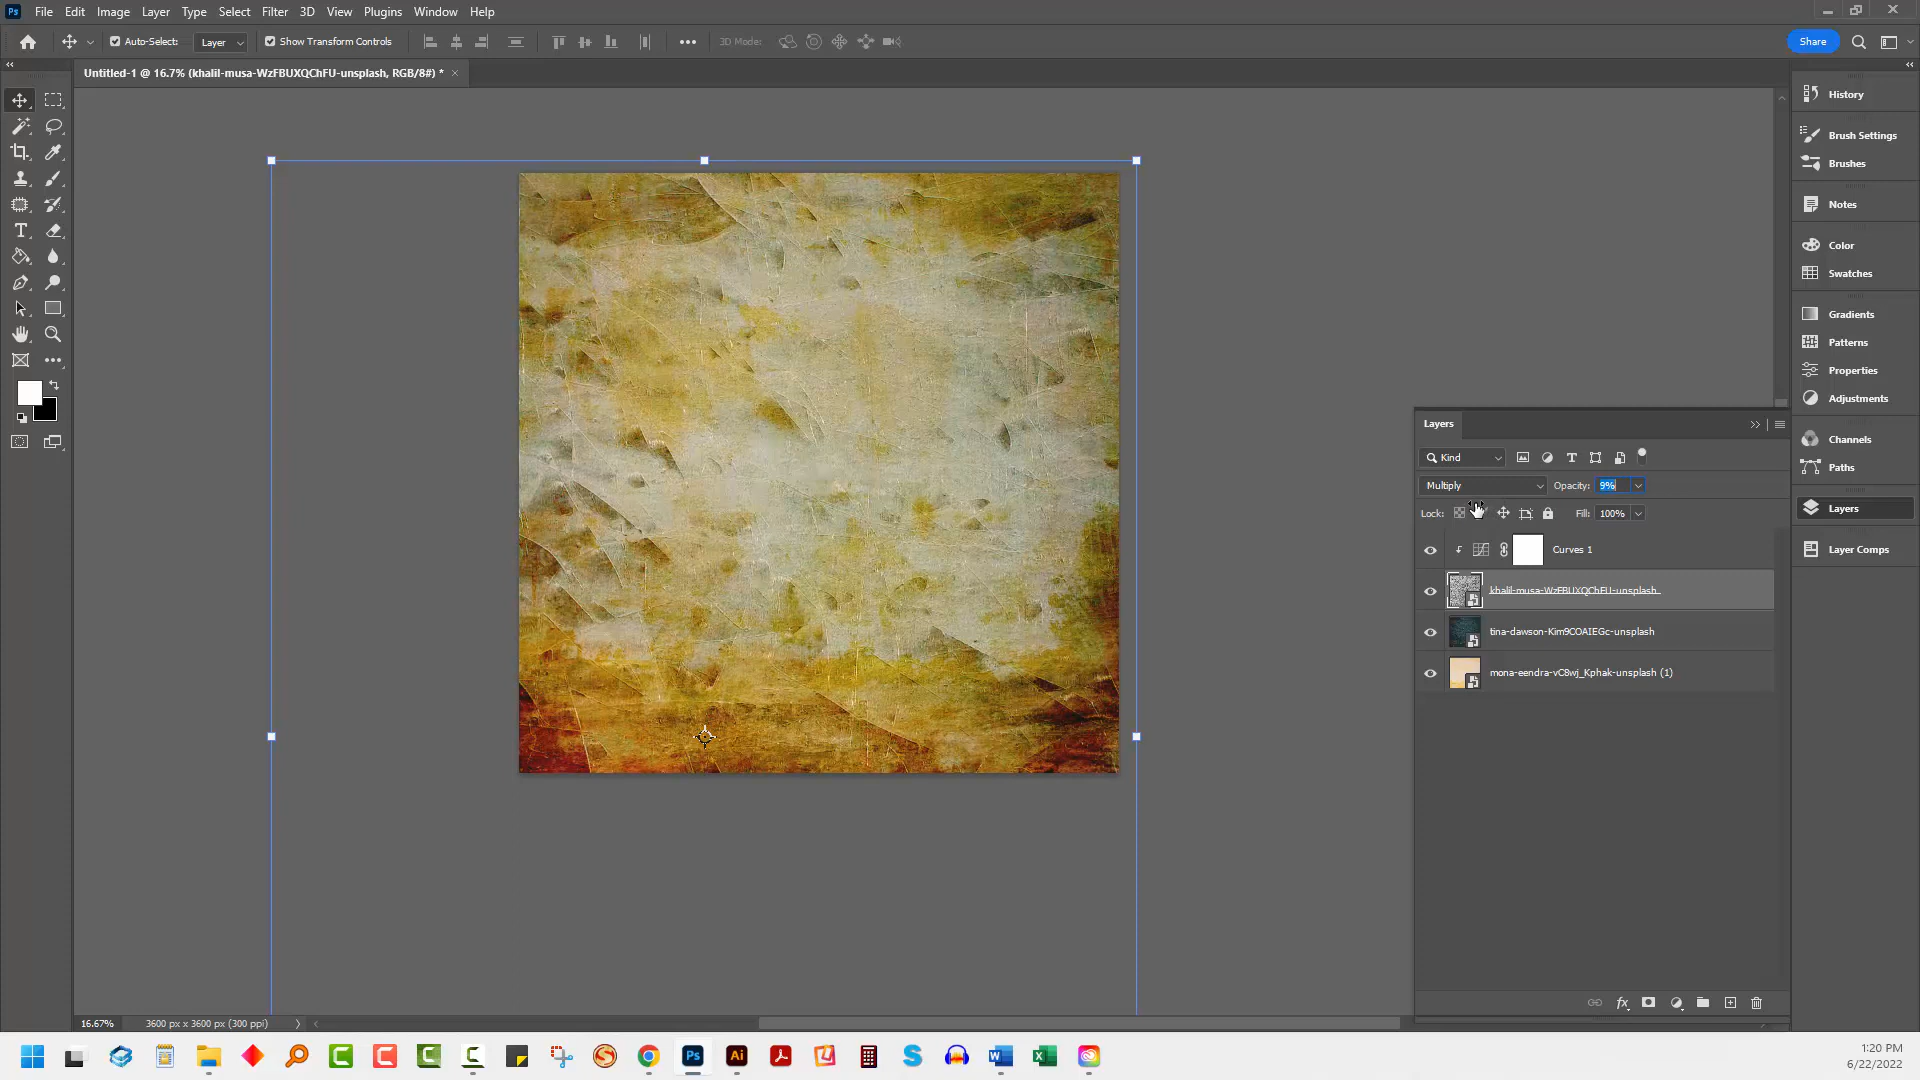 Ps File Edit Image Layer Type Select Filter 3D View Plugins Window Help
Auto-Select: Layer Show Transform Controls 3D Mode: Share
Untitled-1 @ 16.7% (khalil-musa-WzFBUXQChFU-unsplash, RGB/8#) *
History
Brush Settings
Brushes
Notes
Color
Swatches
Gradients
Patterns
Properties
Adjustments
Channels
Paths
Layers
Layer Comps
Layers
Kind
Multiply Opacity: 9%
Lock: Fill: 100%
Curves 1
khalil-musa-WzFBUXQChFU-unsplash
tina-dawson-Kim9COAIEGc-unsplash
mona-eendra-vC8wj_Kphak-unsplash (1)
fx
16.67% 3600 px x 3600 px (300 ppi)
Ps Ai
1:20 PM
6/22/2022